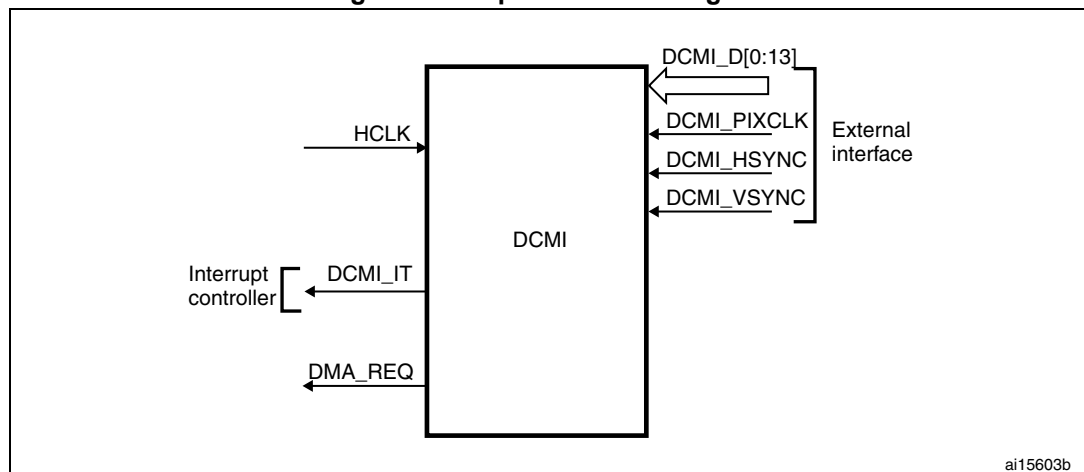 DCMI_D[0:13]
HCLK
DCMI_PIXCLK
External
interface
DCMI_HSYNC
DCMI_VSYNC
DCMI
Interrupt
controller
DCMI_IT
DMA_REQ
ai15603b